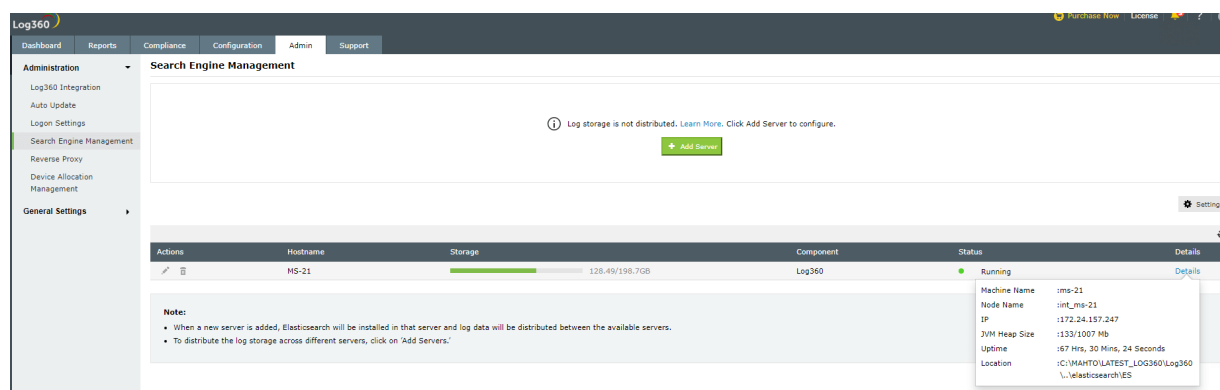 Log360
Purchase Now License ?
Dashboard Reports Compliance Configuration Admin Support
Administration
Log360 Integration
Auto Update
Logon Settings
Search Engine Management
Reverse Proxy
Device Allocation
Management
General Settings
Search Engine Management
Log storage is not distributed. Learn More. Click Add Server to configure.
+ Add Server
Setting
Actions Hostname Storage Component Status Details
MS-21 128.49/198.7GB Log360 Running Details
Machine Name :ms-21
Node Name :int_ms-21
IP :172.24.157.247
JVM Heap Size :133/1007 Mb
Uptime :67 Hrs, 30 Mins, 24 Seconds
Location :C:\MAHTO\LATEST_LOG360\Log360
\..\elasticsearch\ES
Note:
• When a new server is added, Elasticsearch will be installed in that server and log data will be distributed between the available servers.
• To distribute the log storage across different servers, click on 'Add Servers.'